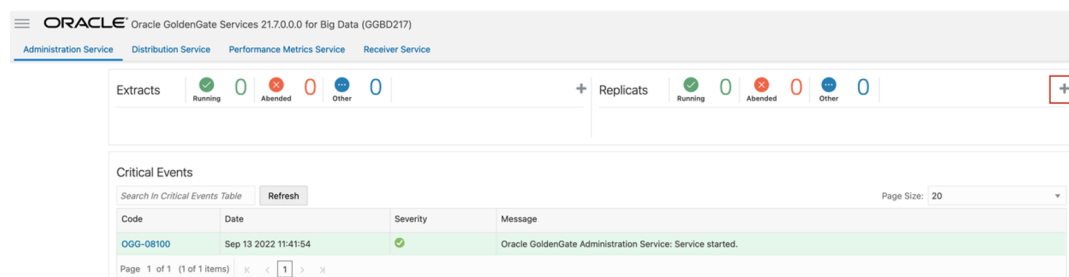 ORACLE Oracle GoldenGate Services 21.7.0.0.0 for Big Data (GGBD217)
Administration Service Distribution Service Performance Metrics Service Receiver Service
Extracts Running 0 Abended 0 Other 0 + Replicats Running 0 Abended 0 Other 0 +
Critical Events
Search In Critical Events Table Refresh Page Size: 20
Code Date Severity Message
OGG-08100 Sep 13 2022 11:41:54 Oracle GoldenGate Administration Service: Service started.
Page 1 of 1 (1 of 1 items) K < 1 > >|